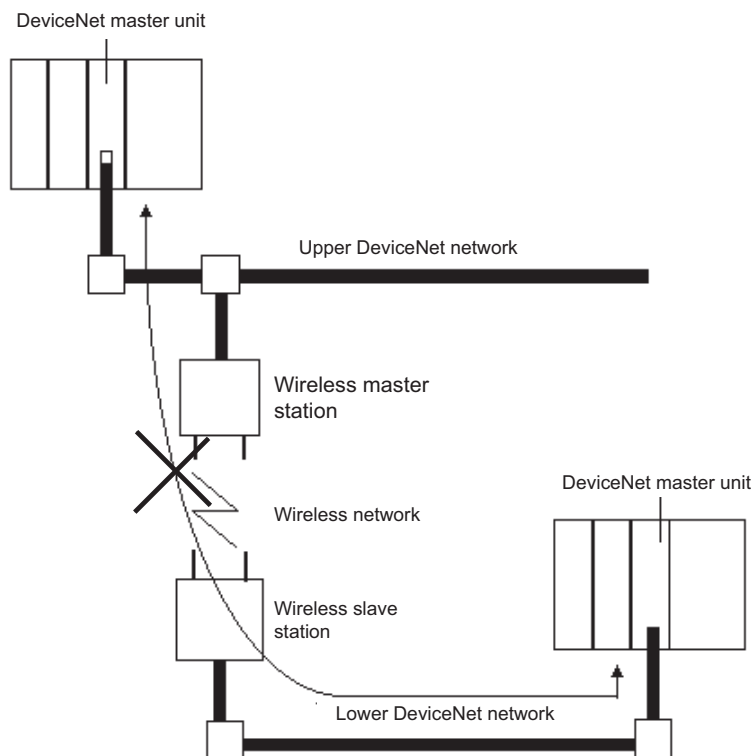 DeviceNet master unit
Upper DeviceNet network
Wireless master
station
DeviceNet master unit
Wireless network
Wireless slave
station
Lower DeviceNet network